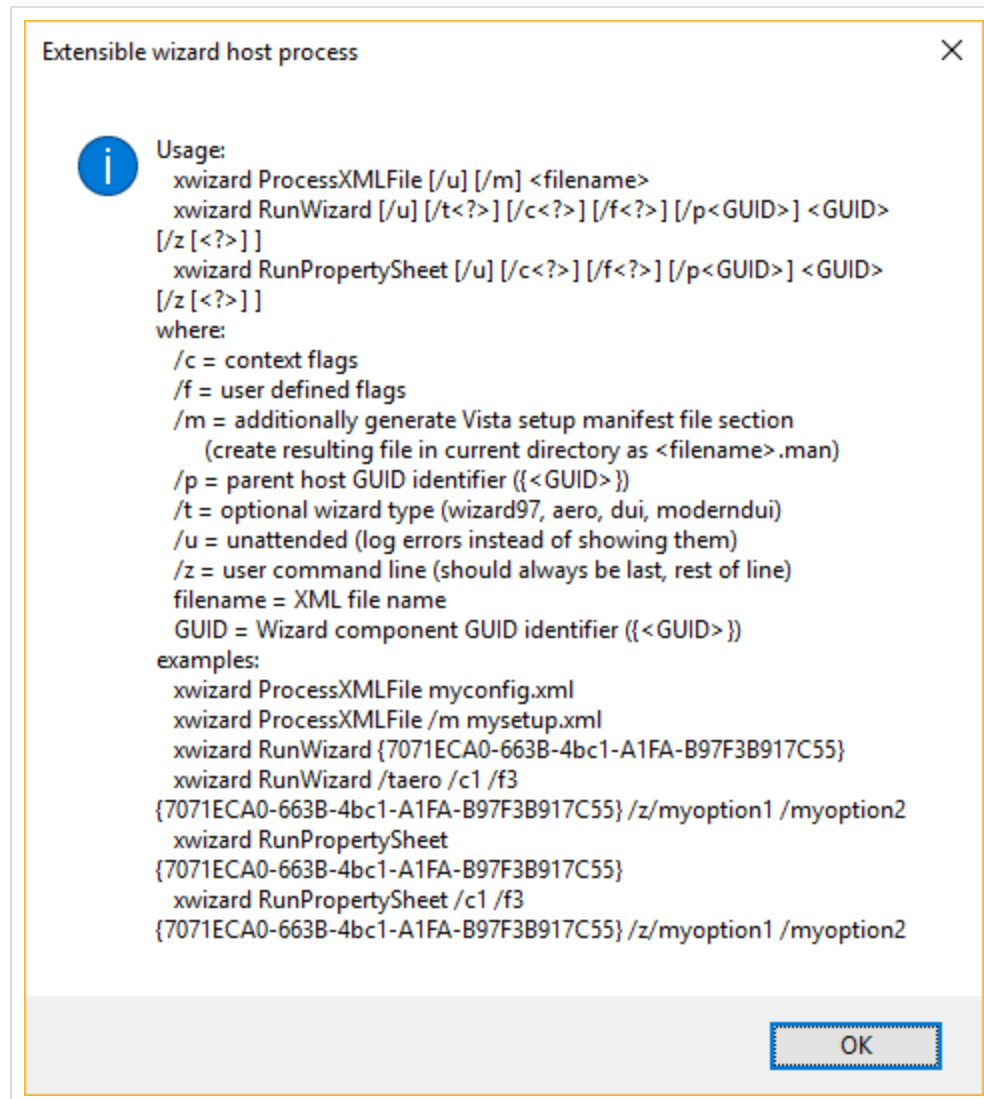 Extensible wizard host process
Usage:
xwizard ProcessXMLFile [/u] [/m] <filename>
xwizard RunWizard [/u] [/t<?>] [/c<?>] [/f<?>] [/p<GUID>] <GUID>
[/z [<?>] ]
xwizard RunPropertySheet [/u] [/c<?>] [/f<?>] [/p<GUID>] <GUID>
[/z [<?>] ]
where:
/c = context flags
/f = user defined flags
/m = additionally generate Vista setup manifest file section
(create resulting file in current directory as <filename>.man)
/p = parent host GUID identifier ({<GUID>})
/t = optional wizard type (wizard97, aero, dui, moderndui)
/u = unattended (log errors instead of showing them)
/z = user command line (should always be last, rest of line)
filename = XML file name
GUID = Wizard component GUID identifier ({<GUID>})
examples:
xwizard ProcessXMLFile myconfig.xml
xwizard ProcessXMLFile /m mysetup.xml
xwizard RunWizard {7071ECA0-663B-4bc1-A1FA-B97F3B917C55}
xwizard RunWizard /taero /c1 /f3
{7071ECA0-663B-4bc1-A1FA-B97F3B917C55} /z/myoption1 /myoption2
xwizard RunPropertySheet
{7071ECA0-663B-4bc1-A1FA-B97F3B917C55}
xwizard RunPropertySheet /c1 /f3
{7071ECA0-663B-4bc1-A1FA-B97F3B917C55} /z/myoption1 /myoption2
OK